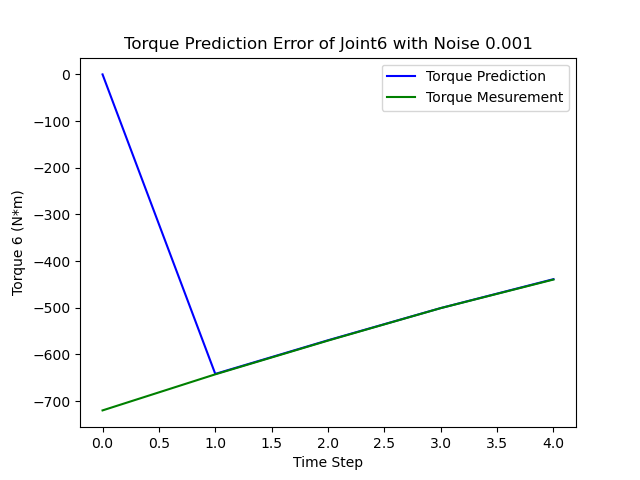 Torque Prediction Error of Joint6 with Noise 0.001
Torque Prediction
Torque Mesurement
Torque 6 (N*m)
0
−100
−200
−300
−400
−500
−600
−700
0.0 0.5 1.0 1.5 2.0 2.5 3.0 3.5 4.0
Time Step